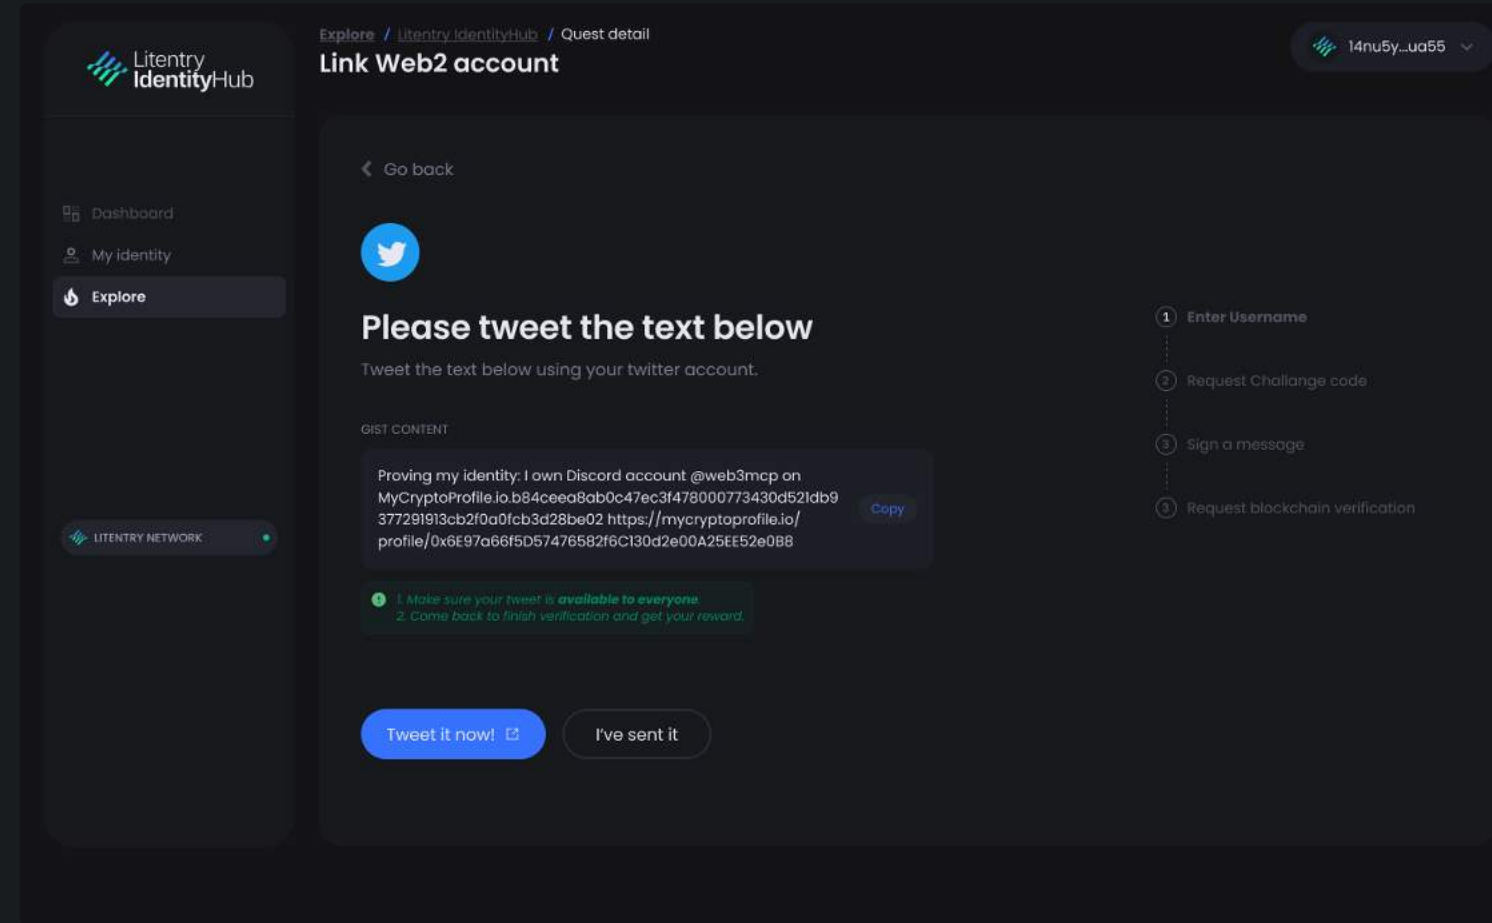 Litentry
IdentityHub
Explore / Litentry IdentityHub / Quest detail
Link Web2 account
14nu5y...ua55
Dashboard
My identity
Explore
LITENTRY NETWORK
Go back
Please tweet the text below
Tweet the text below using your twitter account.
GIST CONTENT
Proving my identity: I own Discord account @web3mcp on
MyCryptoProfile.io.b84ceea8ab0c47ec3f478000773430d521db9
377291913cb2f0a0fcb3d28be02 https://mycryptoprofile.io/
profile/0x6E97a66f5D57476582f6C130d2e00A25EE52e0B8
Copy
1. Make sure your tweet is available to everyone.
2. Come back to finish verification and get your reward.
Tweet it now!
I've sent it
1 Enter Username
2 Request Challange code
3 Sign a message
3 Request blockchain verification